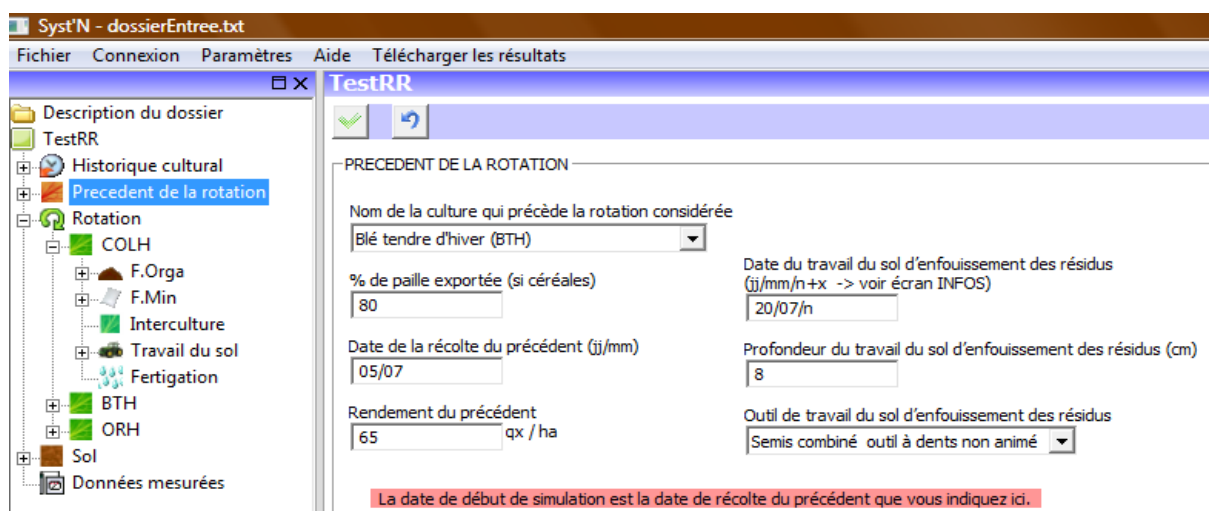 Syst'N - dossierEntree.txt
Fichier Connexion Paramètres Aide Télécharger les résultats
TestRR
Description du dossier
TestRR
Historique cultural
Precedent de la rotation
Rotation
COLH
F.Orga
F.Min
Interculture
Travail du sol
Fertigation
BTH
ORH
Sol
Données mesurées
PRECEDENT DE LA ROTATION
Nom de la culture qui précède la rotation considérée
Blé tendre d'hiver (BTH)
% de paille exportée (si céréales)
80
Date de la récolte du précédent (jj/mm)
05/07
Rendement du précédent
65 qx / ha
Date du travail du sol d'enfouissement des résidus
(jj/mm/n+x -> voir écran INFOS)
20/07/n
Profondeur du travail du sol d'enfouissement des résidus (cm)
8
Outil de travail du sol d'enfouissement des résidus
Semis combiné outil à dents non animé
La date de début de simulation est la date de récolte du précédent que vous indiquez ici.